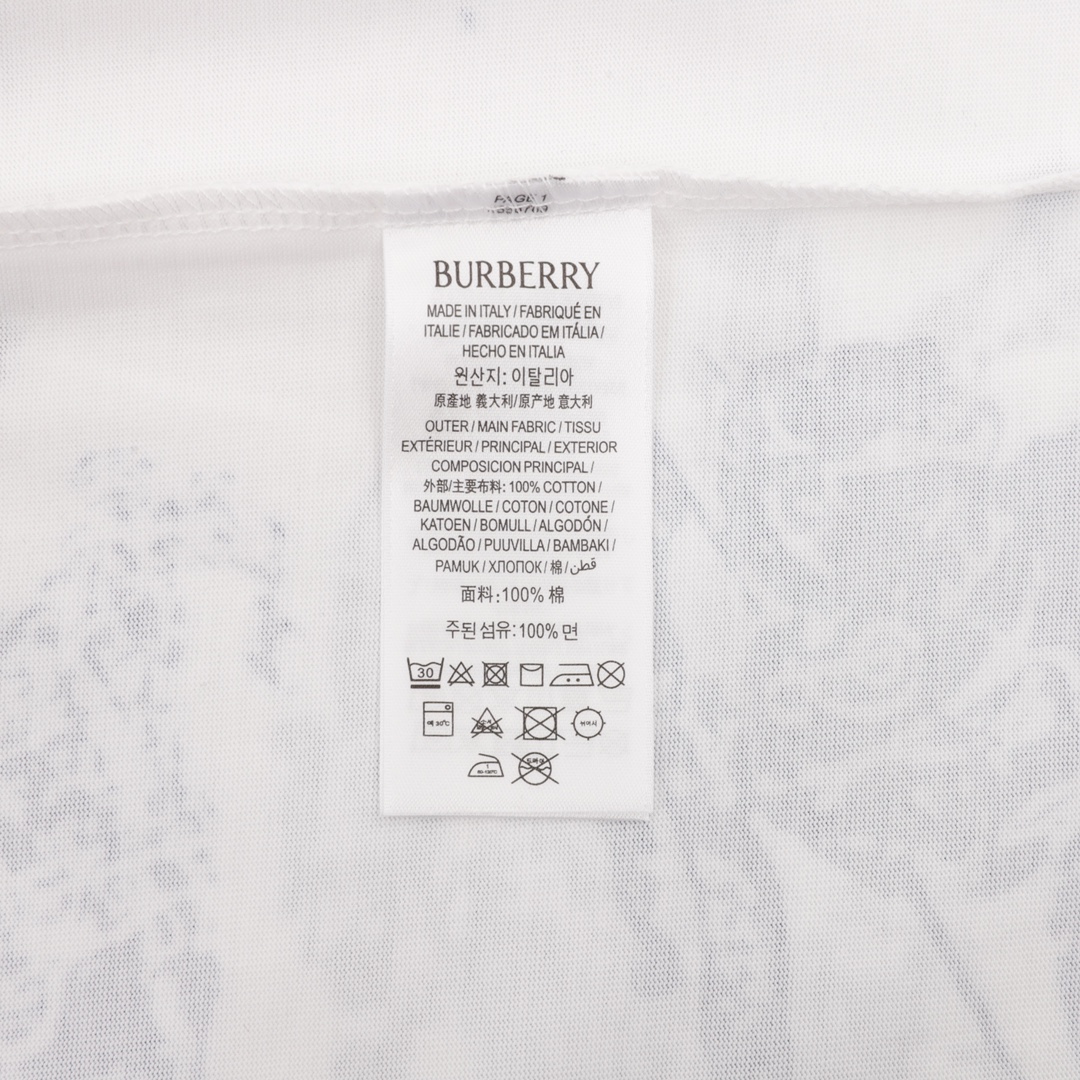 PAGE 1
BURBERRY
MADE IN ITALY / FABRIQUÉ EN
ITALIE / FABRICADO EM ITÁLIA /
HECHO EN ITALIA
원산지: 이탈리아
原產地 義大利/原产地 意大利
OUTER / MAIN FABRIC / TISSU
EXTÉRIEUR / PRINCIPAL / EXTERIOR
COMPOSICION PRINCIPAL /
外部/主要布料: 100% COTTON /
BAUMWOLLE / COTON / COTONE /
KATOEN / BOMULL / ALGODÓN /
ALGODÃO / PUUVILLA / BAMBAKI /
PAMUK / ХЛОПОК / 棉 / قطن
面料:100% 棉
주된 섬유:100% 면
30